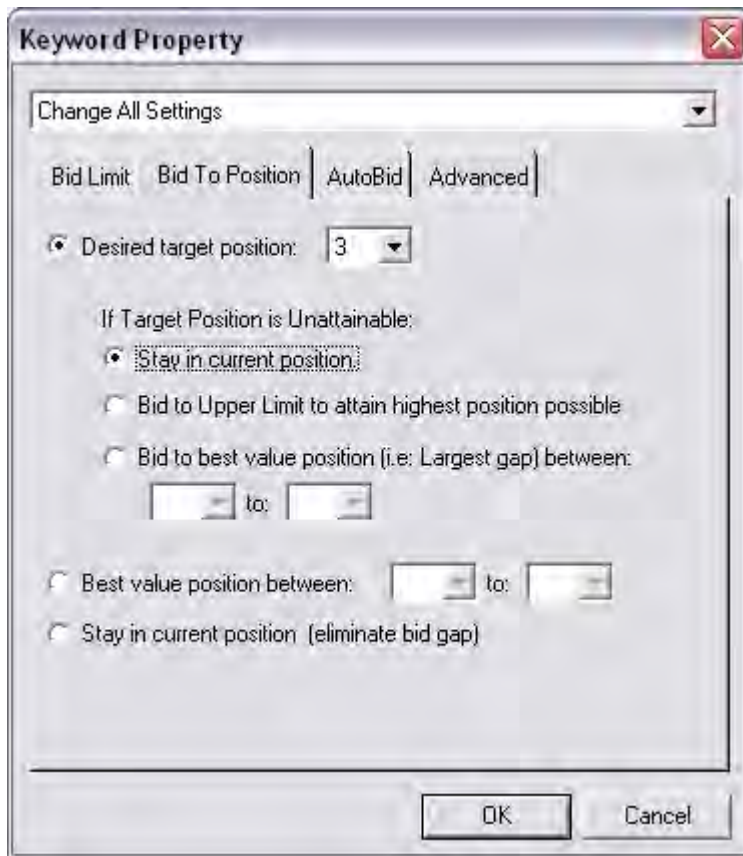 Keyword Property
Change All Settings
Bid Limit Bid To Position AutoBid Advanced
Desired target position: 3
If Target Position is Unattainable:
Stay in current position
Bid to Upper Limit to attain highest position possible
Bid to best value position (i.e: Largest gap) between:
to:
Best value position between: to:
Stay in current position (eliminate bid gap)
OK Cancel